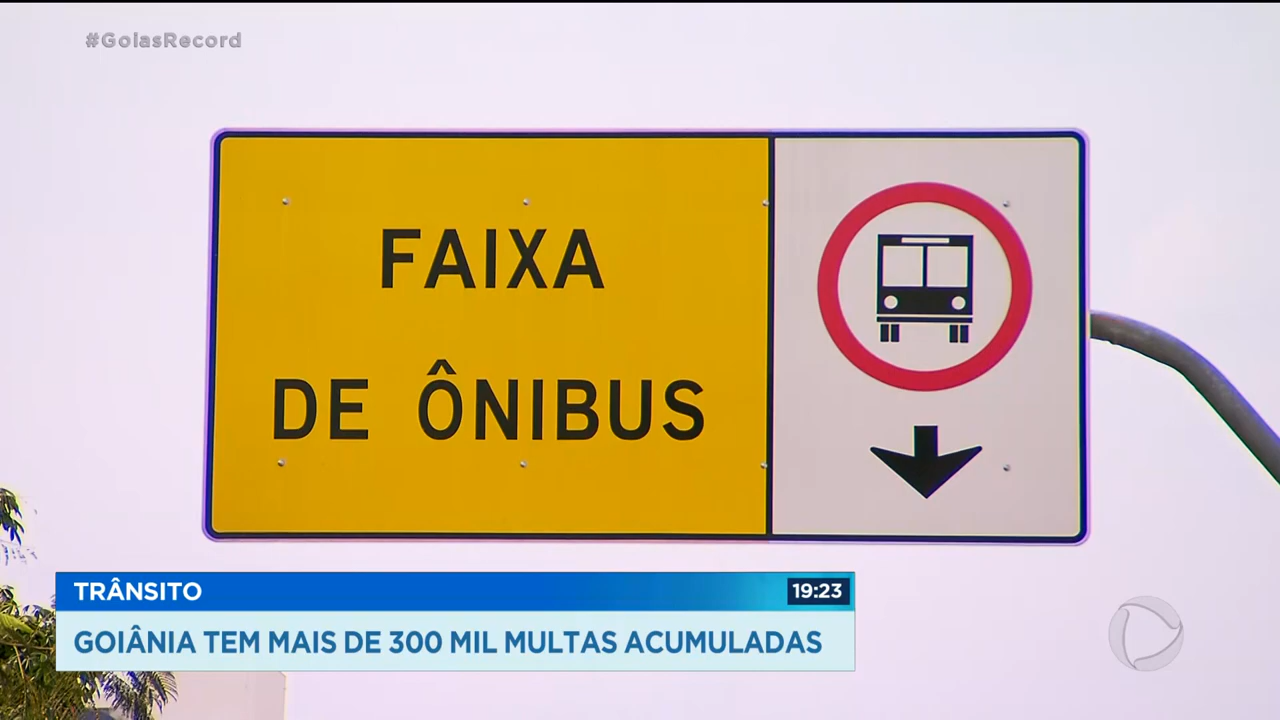 #GoiasRecord
FAIXA
DE ÔNIBUS
TRÂNSITO
19:23
GOIÂNIA TEM MAIS DE 300 MIL MULTAS ACUMULADAS